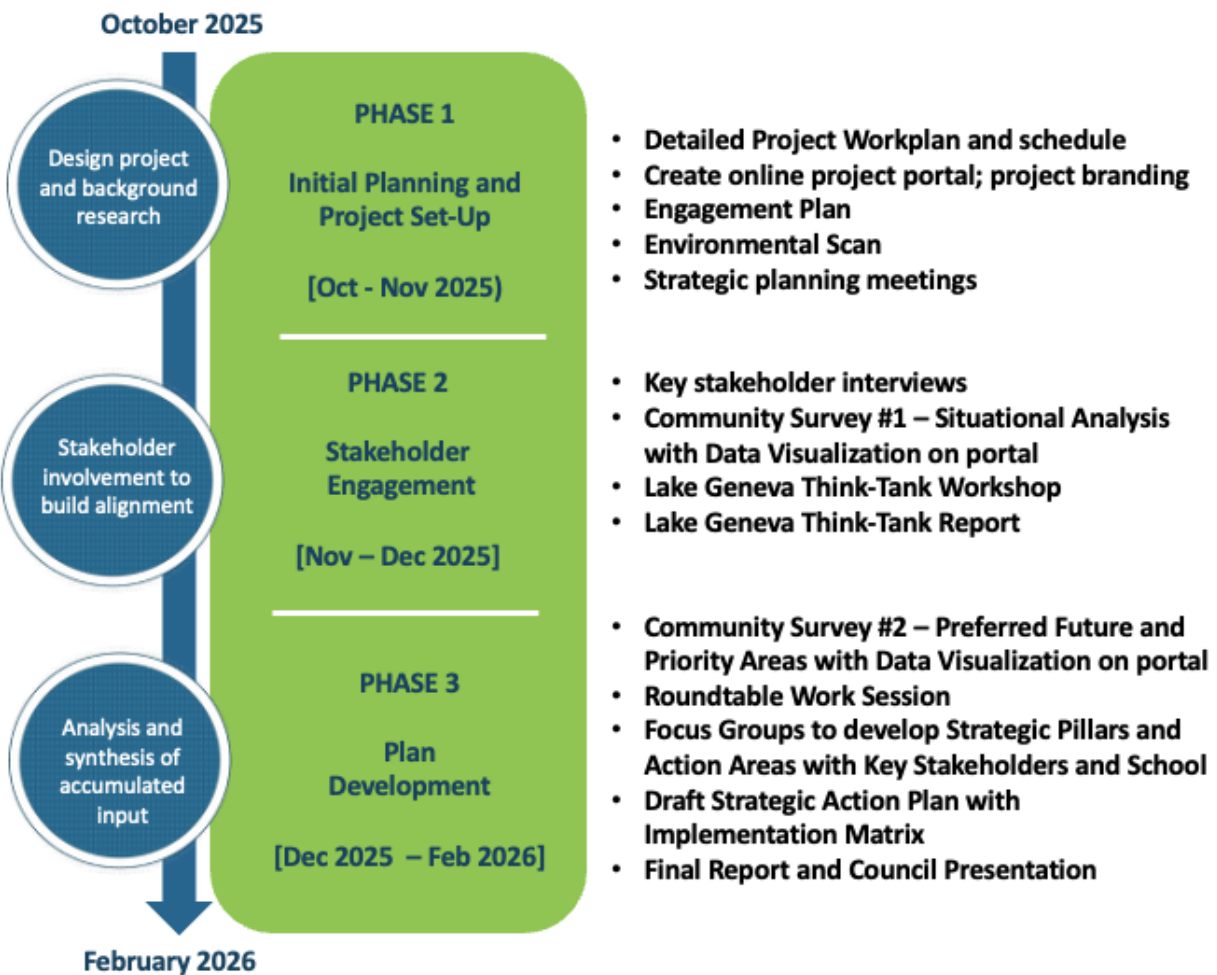 October 2025
Design project
and background
research
PHASE 1
Initial Planning and
Project Set-Up
[Oct - Nov 2025)
• Detailed Project Workplan and schedule
• Create online project portal; project branding
• Engagement Plan
• Environmental Scan
• Strategic planning meetings
Stakeholder
involvement to
build alignment
PHASE 2
Stakeholder
Engagement
[Nov – Dec 2025]
• Key stakeholder interviews
• Community Survey #1 – Situational Analysis
with Data Visualization on portal
• Lake Geneva Think-Tank Workshop
• Lake Geneva Think-Tank Report
Analysis and
synthesis of
accumulated
input
PHASE 3
Plan
Development
[Dec 2025 – Feb 2026]
• Community Survey #2 – Preferred Future and
Priority Areas with Data Visualization on portal
• Roundtable Work Session
• Focus Groups to develop Strategic Pillars and
Action Areas with Key Stakeholders and School
• Draft Strategic Action Plan with
Implementation Matrix
• Final Report and Council Presentation
February 2026